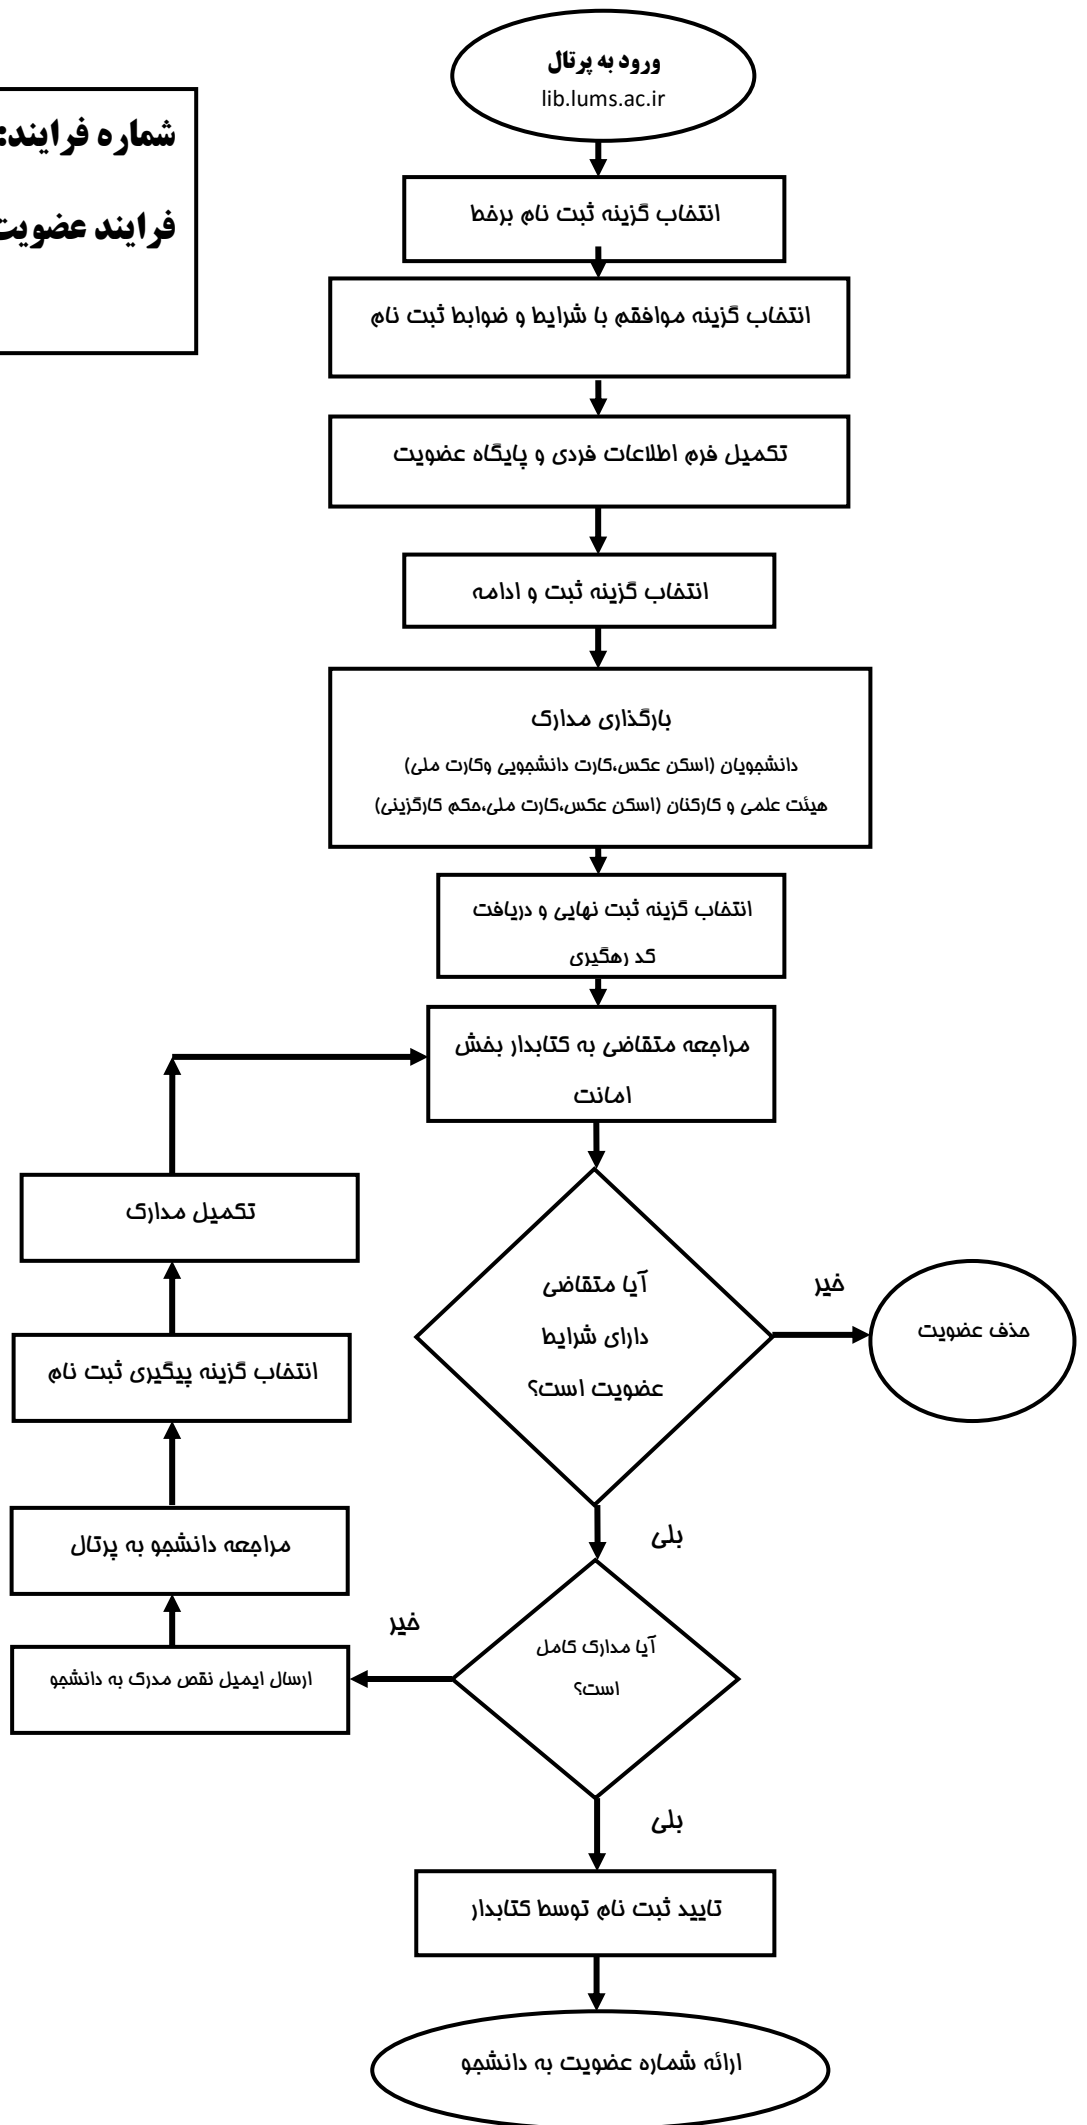 شماره فرایند:
فرایند عضویت
ورود به پرتال
lib.lums.ac.ir
انتخاب گزینه ثبت نام برخط
انتخاب گزینه موافقم با شرایط و ضوابط ثبت نام
تکمیل فرم اطلاعات فردی و پایگاه عضویت
انتخاب گزینه ثبت و ادامه
بارگذاری مدارک
دانشجویان (اسکن عکس،کارت دانشجویی وکارت ملی)
هیئت علمی و کارکنان (اسکن عکس،کارت ملی،حکم کارگزینی)
انتخاب گزینه ثبت نهایی و دریافت
کد رهگیری
مراجعه متقاضی به کتابدار بخش
امانت
آیا متقاضی
دارای شرایط
عضویت است؟
خیر
حذف عضویت
بلی
آیا مدارک کامل
است؟
خیر
ارسال ایمیل نقص مدرک به دانشجو
مراجعه دانشجو به پرتال
انتخاب گزینه پیگیری ثبت نام
تکمیل مدارک
بلی
تایید ثبت نام توسط کتابدار
ارائه شماره عضویت به دانشجو